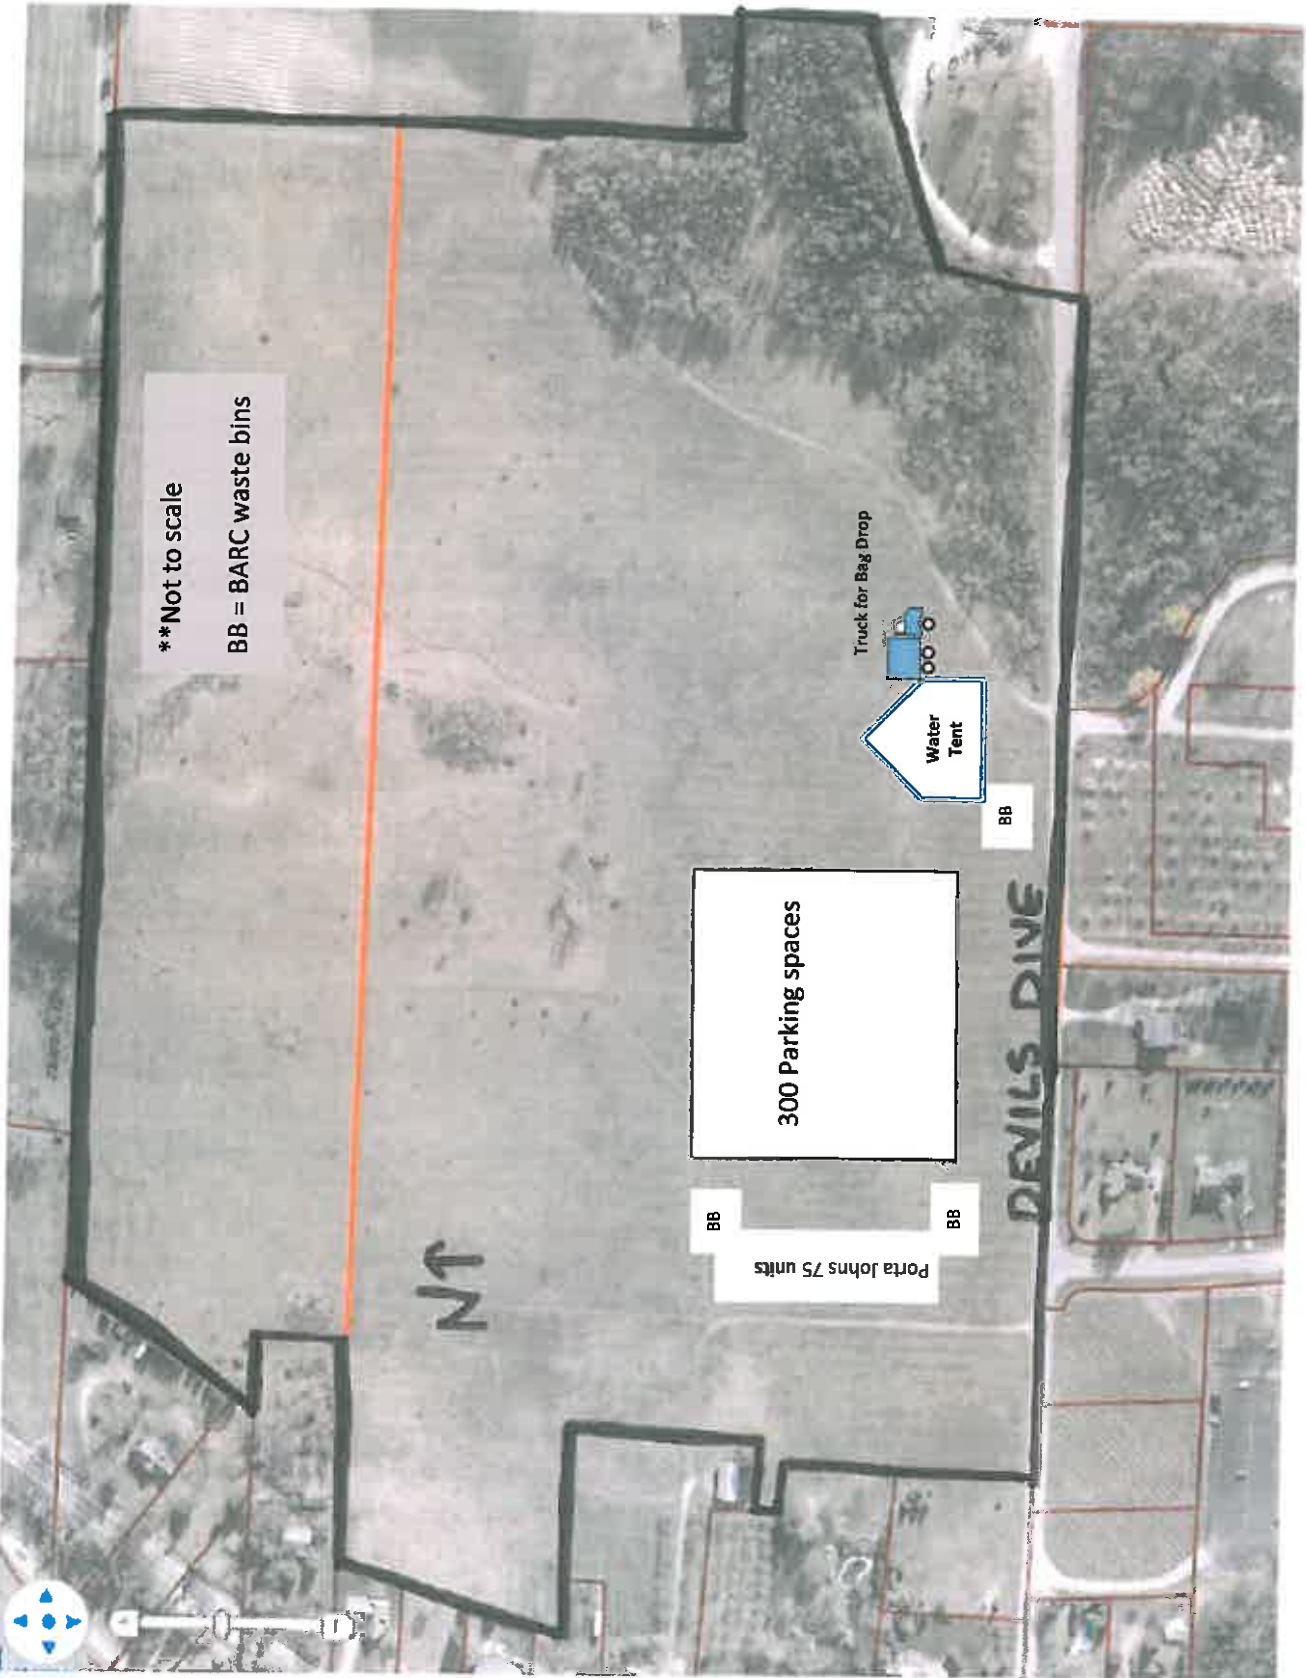 **Not to scale
BB = BARC waste bins
N↑
BB
Porta Johns 75 units
300 Parking spaces
Truck for Bag Drop
Water
Tent
BB
BB
DEVILS DIVE